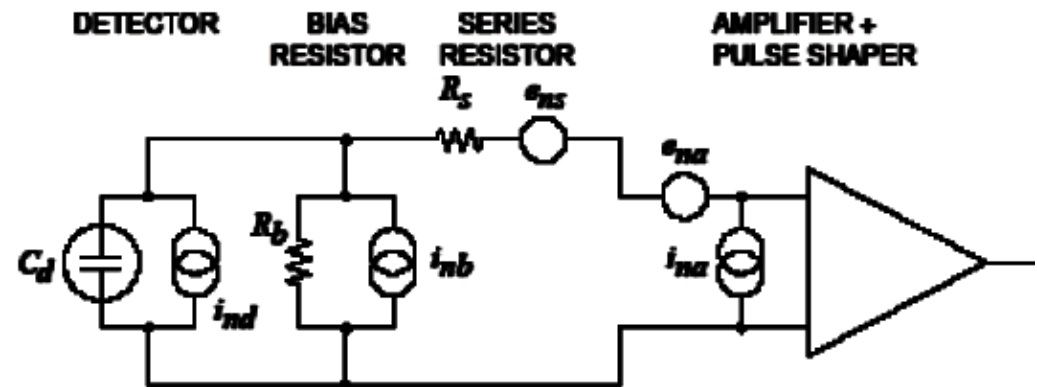 DETECTOR
BIAS
RESISTOR
SERIES
RESISTOR
AMPLIFIER +
PULSE SHAPER
R_s
e_ns
e_na
C_d
i_nd
R_b
i_nb
i_na